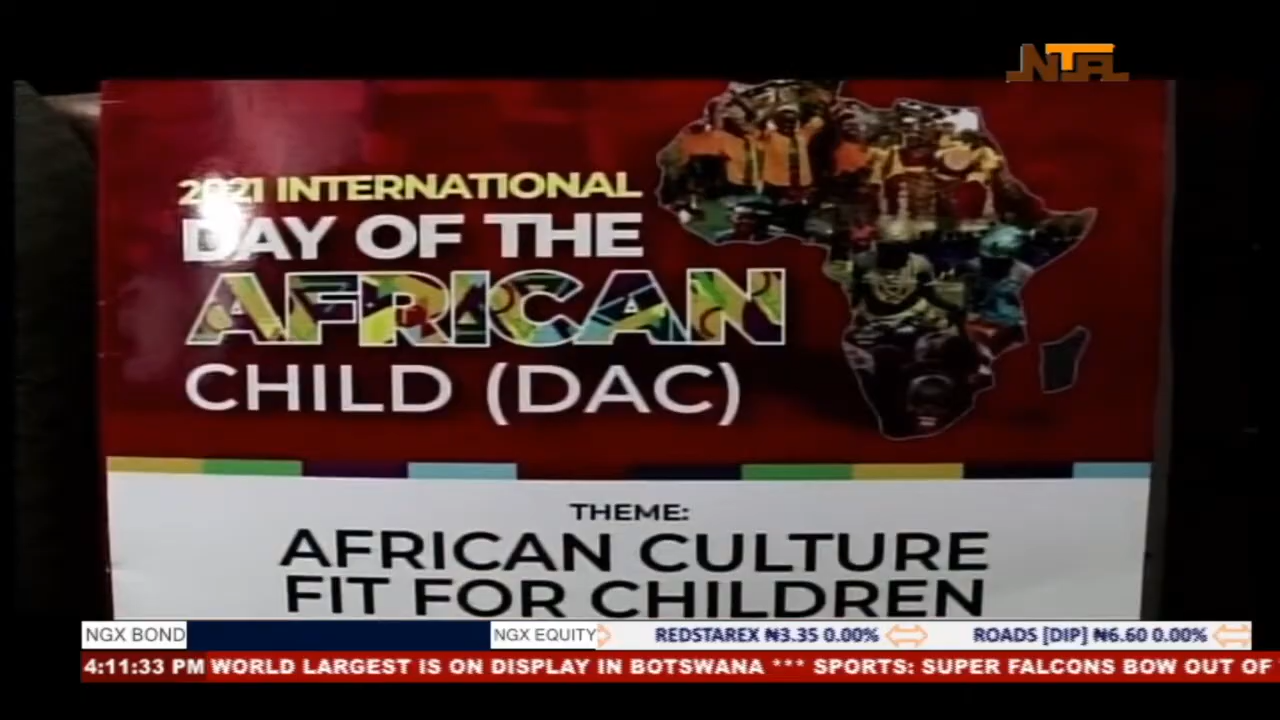 NTA
2021 INTERNATIONAL
DAY OF THE
AFRICAN
CHILD (DAC)
THEME:
AFRICAN CULTURE
FIT FOR CHILDREN
NGX BOND NGX EQUITY REDSTAREX ₦3.35 0.00% ROADS [DIP] ₦6.60 0.00%
4:11:33 PM WORLD LARGEST IS ON DISPLAY IN BOTSWANA *** SPORTS: SUPER FALCONS BOW OUT OF